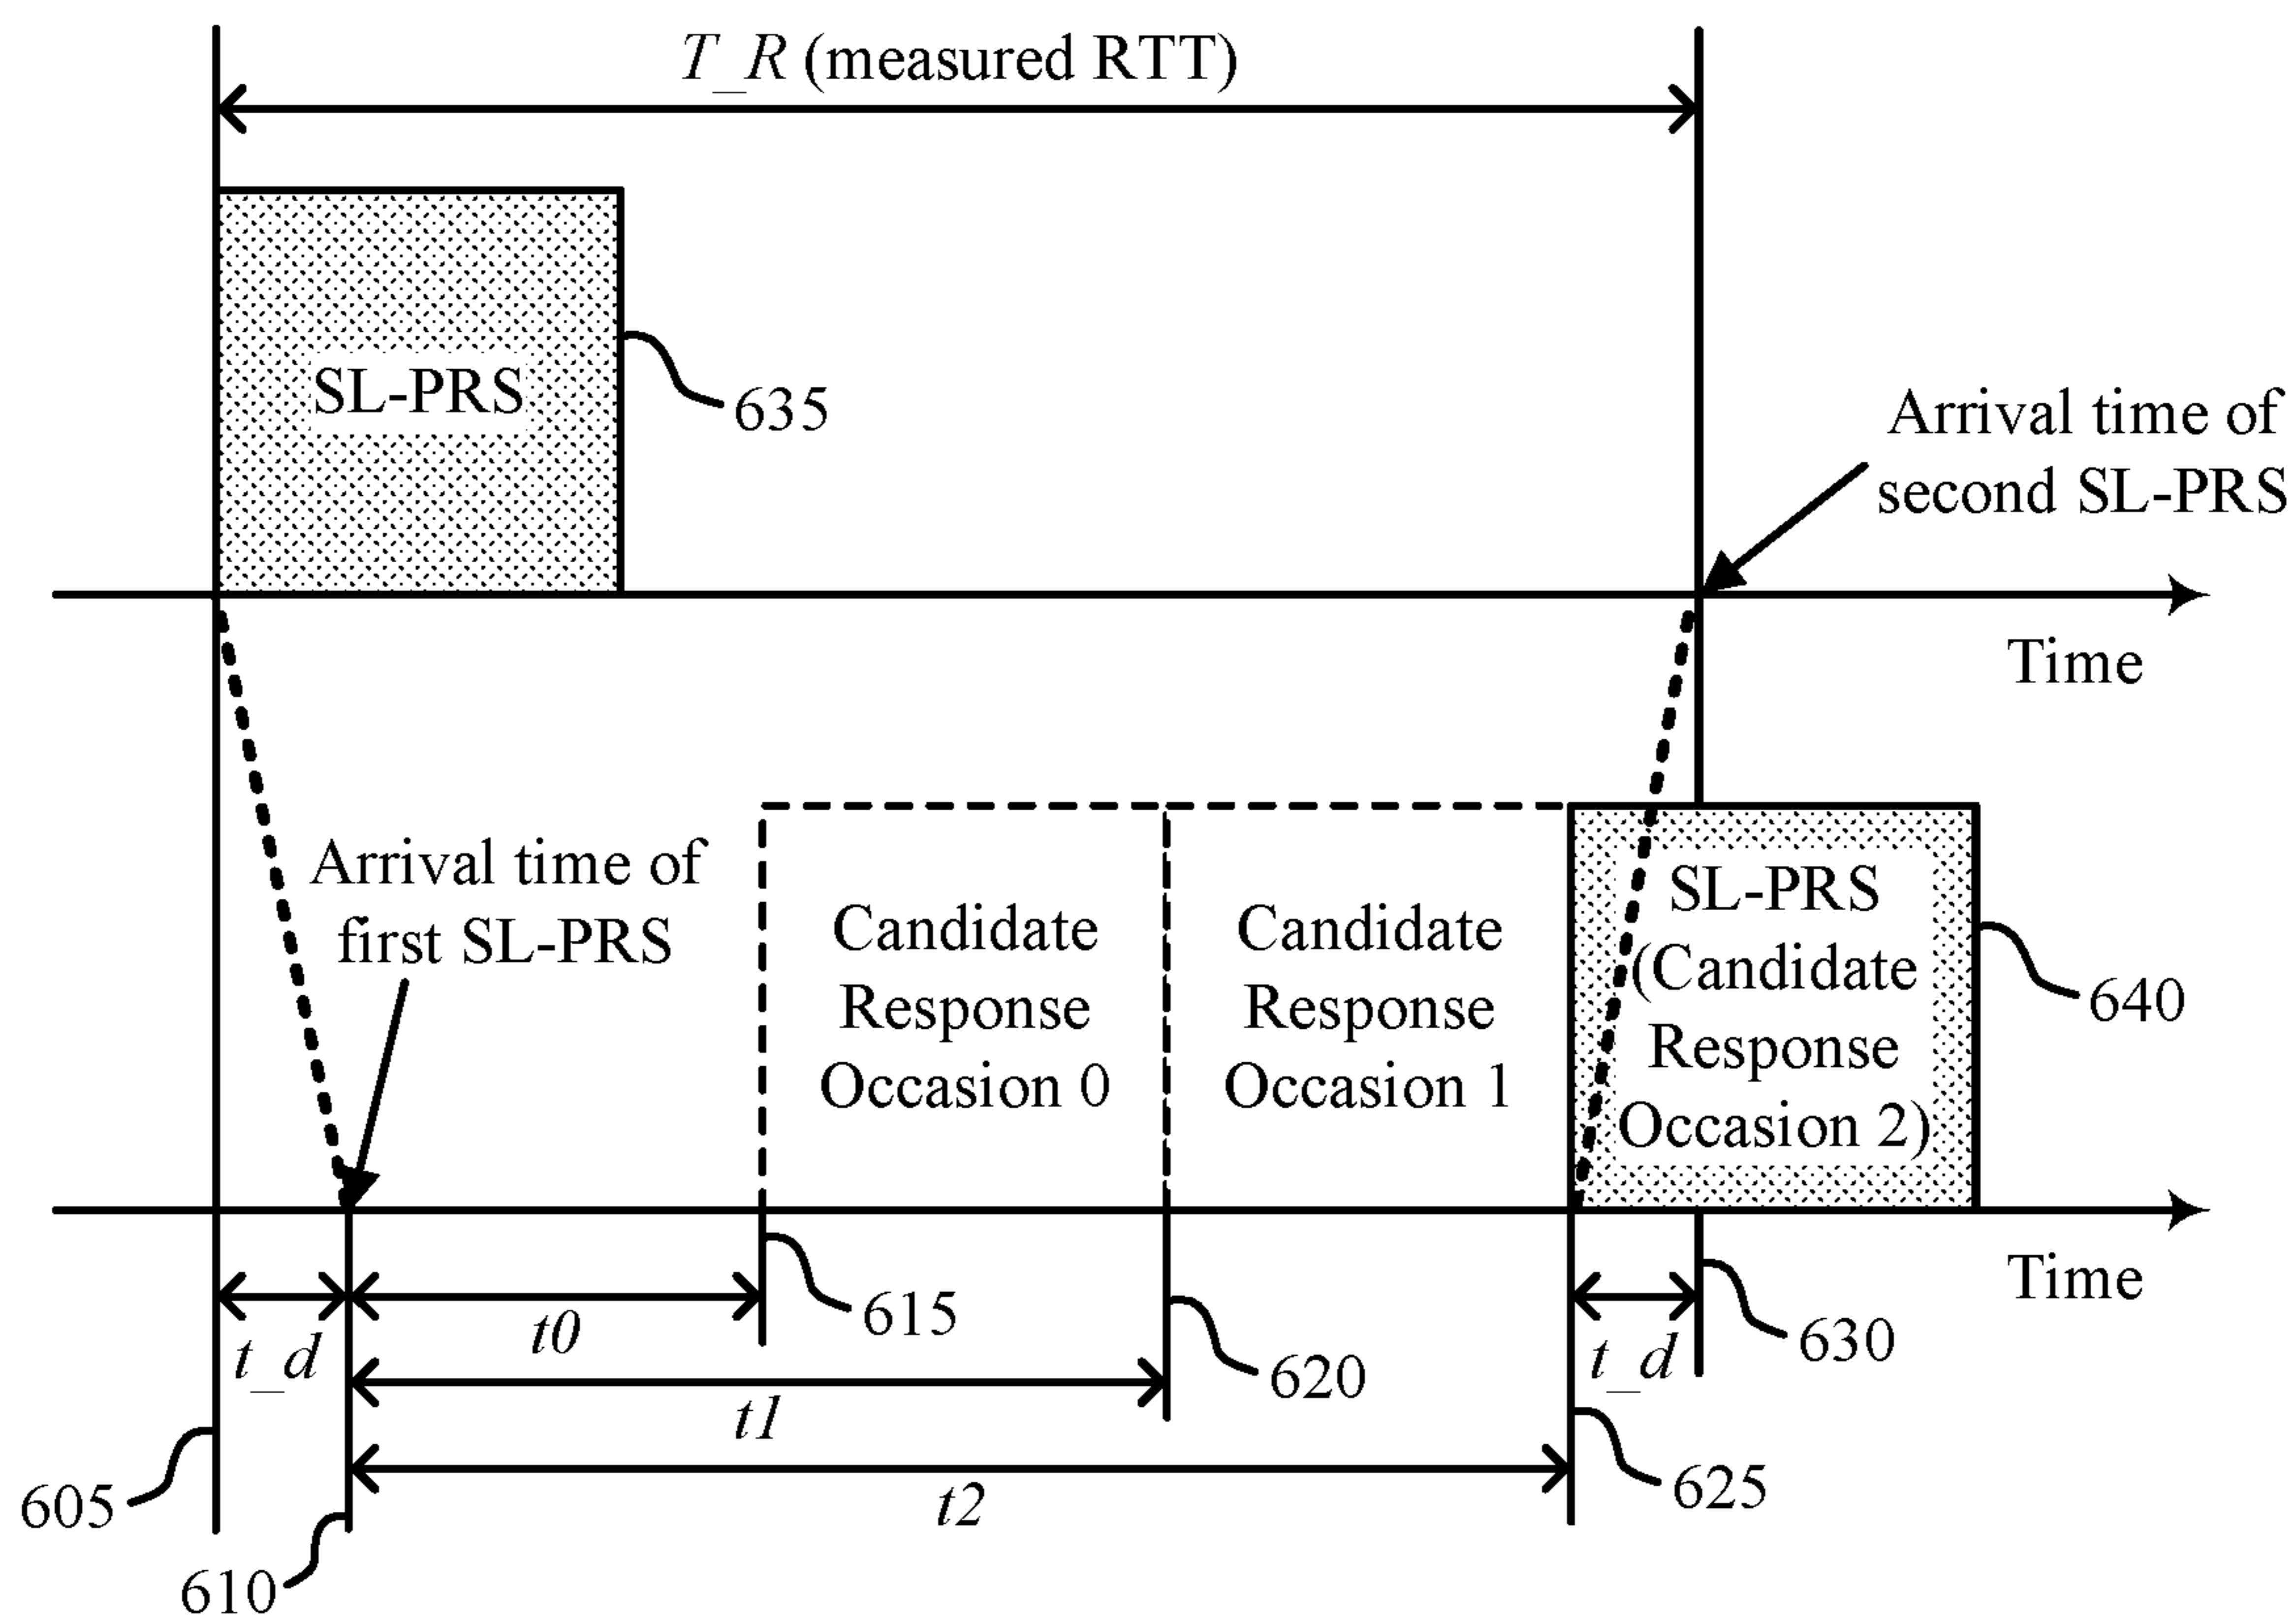 T_R (measured RTT)
SL-PRS
635
Arrival time of
second SL-PRS
Time
Arrival time of
first SL-PRS
Candidate
Response
Occasion 0
Candidate
Response
Occasion 1
SL-PRS
(Candidate
Response
Occasion 2)
640
Time
t_d
t0
615
t1
620
t2
625
t_d
630
605
610